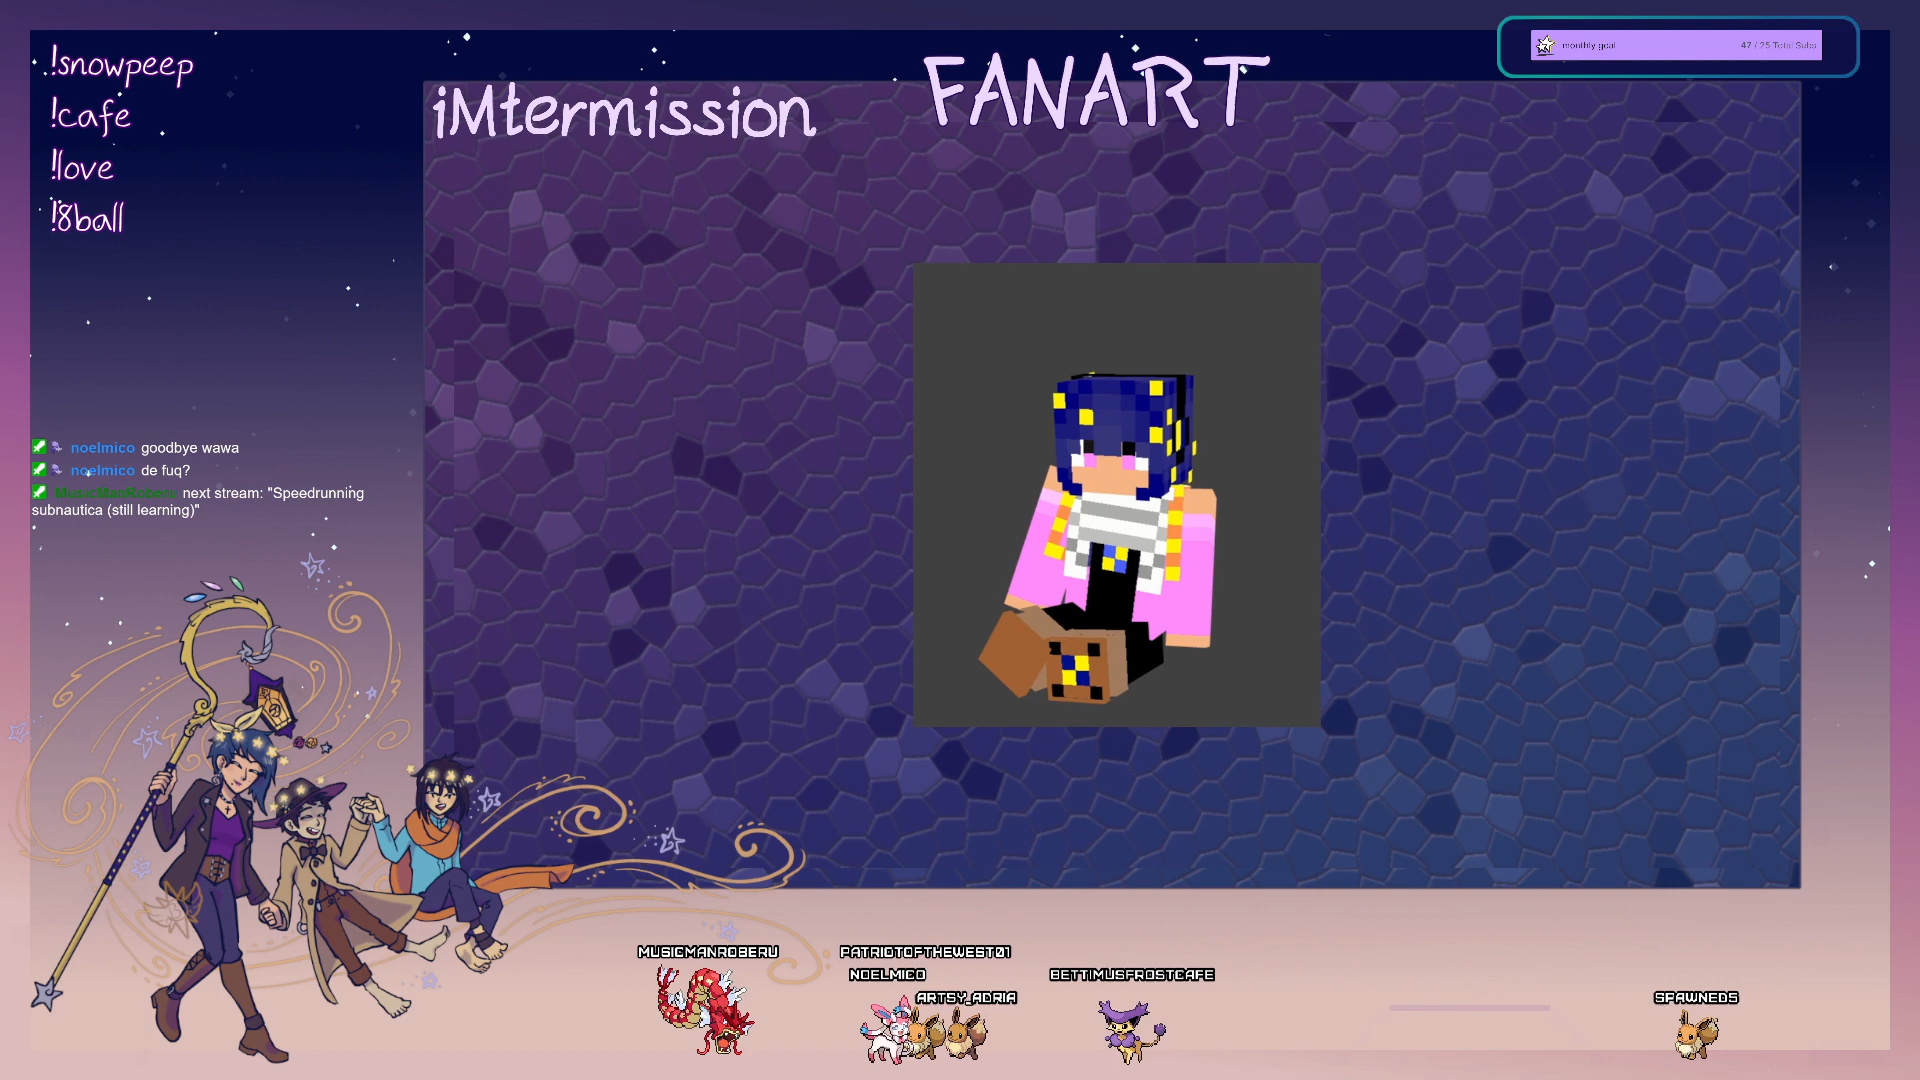 !snowpeep
!cafe
!love
!8ball
iMtermission
FANART
monthly goal
47 / 25 Total Subs
noelmico goodbye wawa
noelmico de fuq?
MusicManRoberu next stream: "Speedrunning
subnautica (still learning)"
MUSICMANROBERU
PATRIOTOFTHEWEST01
NOELMICO
ARTSY_ADRIA
BETTIMUSFROSTCAFE
SPAWNEDS